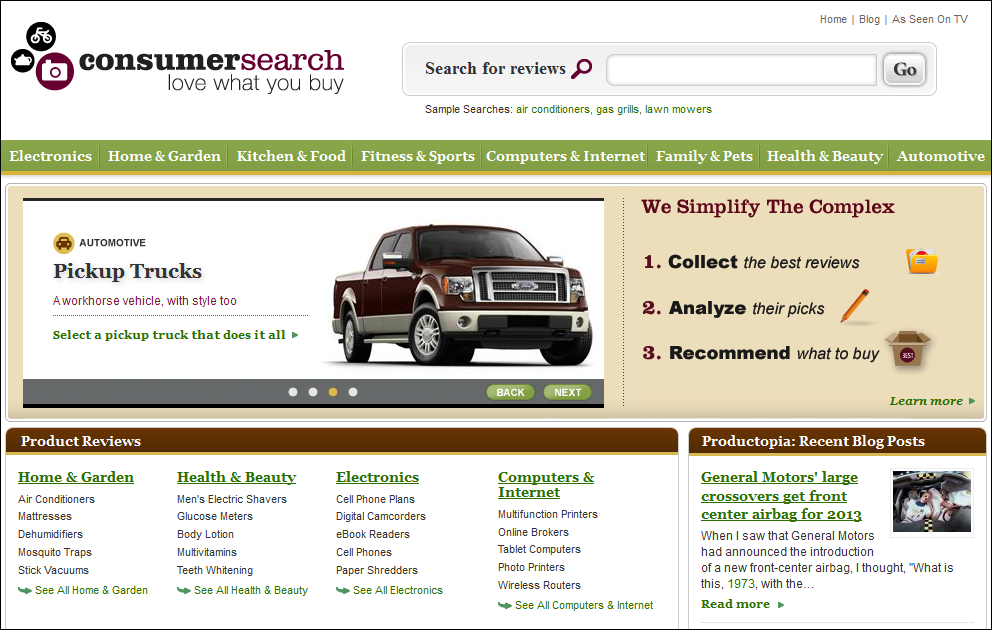 Home | Blog | As Seen On TV
consumersearch
love what you buy
Search for reviews
Go
Sample Searches: air conditioners, gas grills, lawn mowers
Electronics
Home & Garden
Kitchen & Food
Fitness & Sports
Computers & Internet
Family & Pets
Health & Beauty
Automotive
AUTOMOTIVE
Pickup Trucks
A workhorse vehicle, with style too
Select a pickup truck that does it all
BACK
NEXT
We Simplify The Complex
1. Collect the best reviews
2. Analyze their picks
3. Recommend what to buy
BEST
Learn more
Product Reviews
Home & Garden
Air Conditioners
Mattresses
Dehumidifiers
Mosquito Traps
Stick Vacuums
See All Home & Garden
Health & Beauty
Men's Electric Shavers
Glucose Meters
Body Lotion
Multivitamins
Teeth Whitening
See All Health & Beauty
Electronics
Cell Phone Plans
Digital Camcorders
eBook Readers
Cell Phones
Paper Shredders
See All Electronics
Computers &
Internet
Multifunction Printers
Online Brokers
Tablet Computers
Photo Printers
Wireless Routers
See All Computers & Internet
Productopia: Recent Blog Posts
General Motors' large
crossovers get front
center airbag for 2013
When I saw that General Motors
had announced the introduction
of a new front-center airbag, I thought, "What is
this, 1973, with the...
Read more